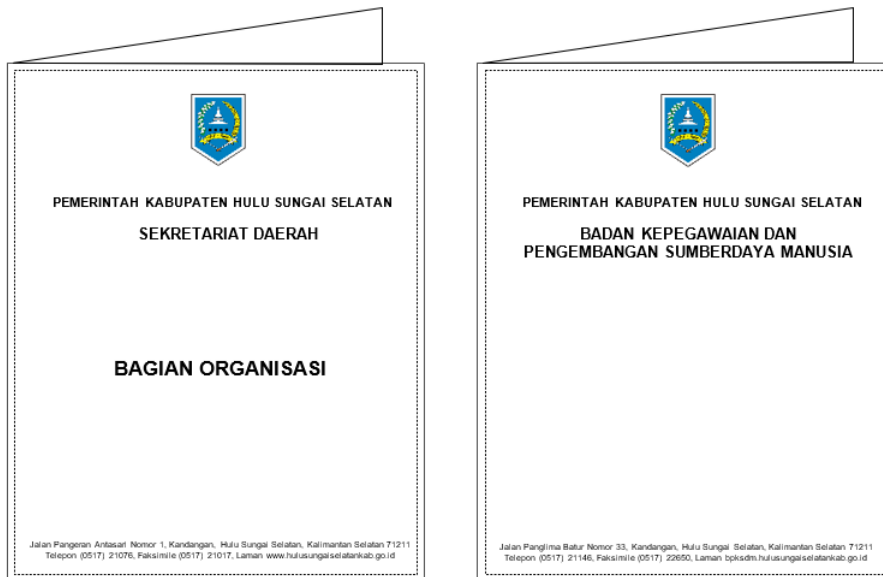 PEMERINTAH KABUPATEN HULU SUNGAI SELATAN
SEKRETARIAT DAERAH
BAGIAN ORGANISASI
Jalan Pangeran Antasari Nomor 1, Kandangan, Hulu Sungai Selatan, Kalimantan Selatan 71211
Telepon (0517) 21076, Faksimile (0517) 21017, Laman www.hulusungaiselatankab.go.id
PEMERINTAH KABUPATEN HULU SUNGAI SELATAN
BADAN KEPEGAWAIAN DAN
PENGEMBANGAN SUMBERDAYA MANUSIA
Jalan Panglima Batur Nomor 33, Kandangan, Hulu Sungai Selatan, Kalimantan Selatan 71211
Telepon (0517) 21146, Faksimile (0517) 22650, Laman bpksdm.hulusungaiselatankab.go.id